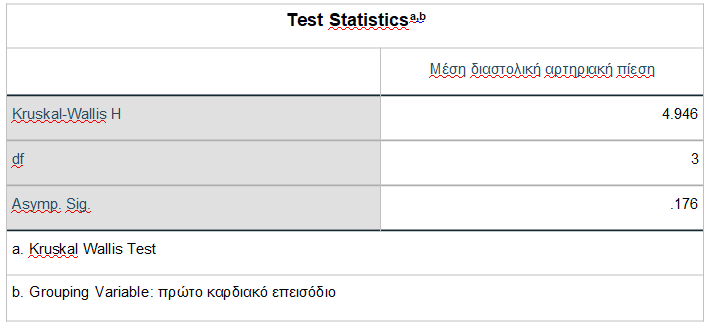 Test Statisticsa,b
Μέση διαστολική αρτηριακή πίεση
Kruskal-Wallis H 4.946
df 3
Asymp. Sig. .176
a. Kruskal Wallis Test
b. Grouping Variable: πρώτο καρδιακό επεισόδιο